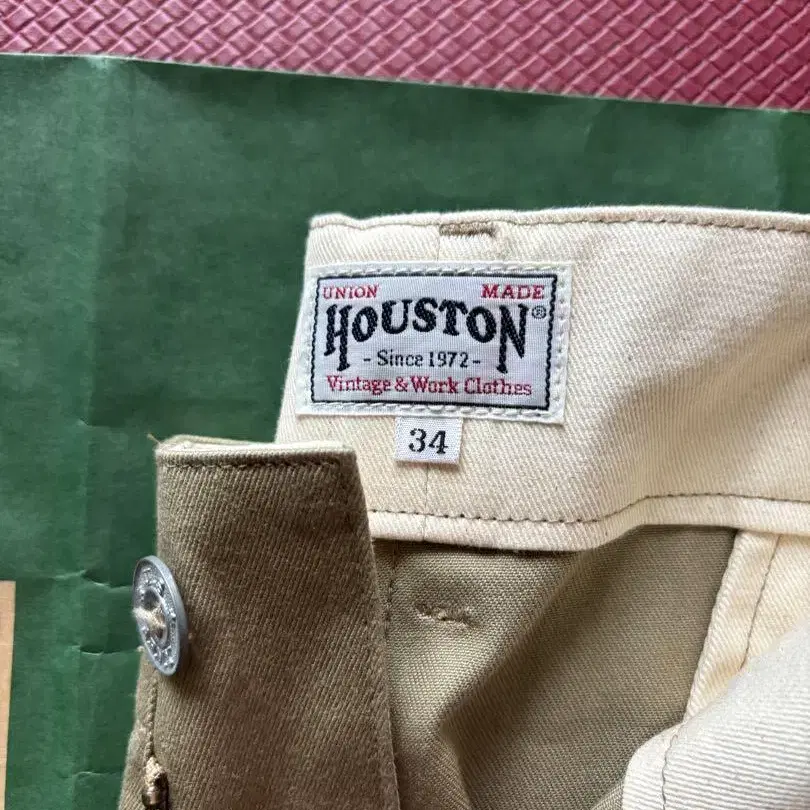 UNION MADE
HOUSTON®
- Since 1972 -
Vintage & Work Clothes
34